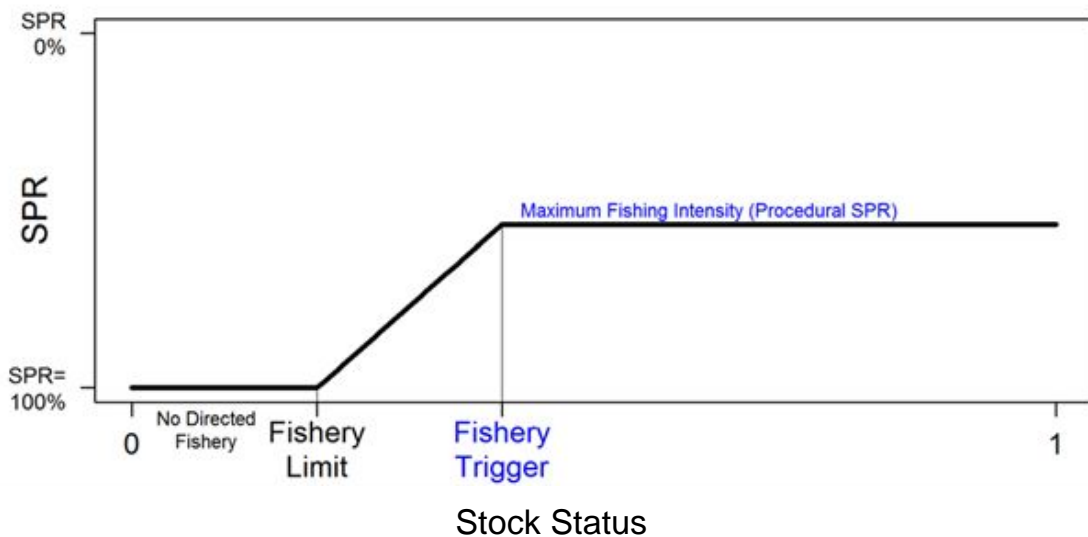 SPR
0%
SPR
Maximum Fishing Intensity (Procedural SPR)
SPR=
100%
0
No Directed
Fishery
Fishery
Limit
Fishery
Trigger
1
Stock Status